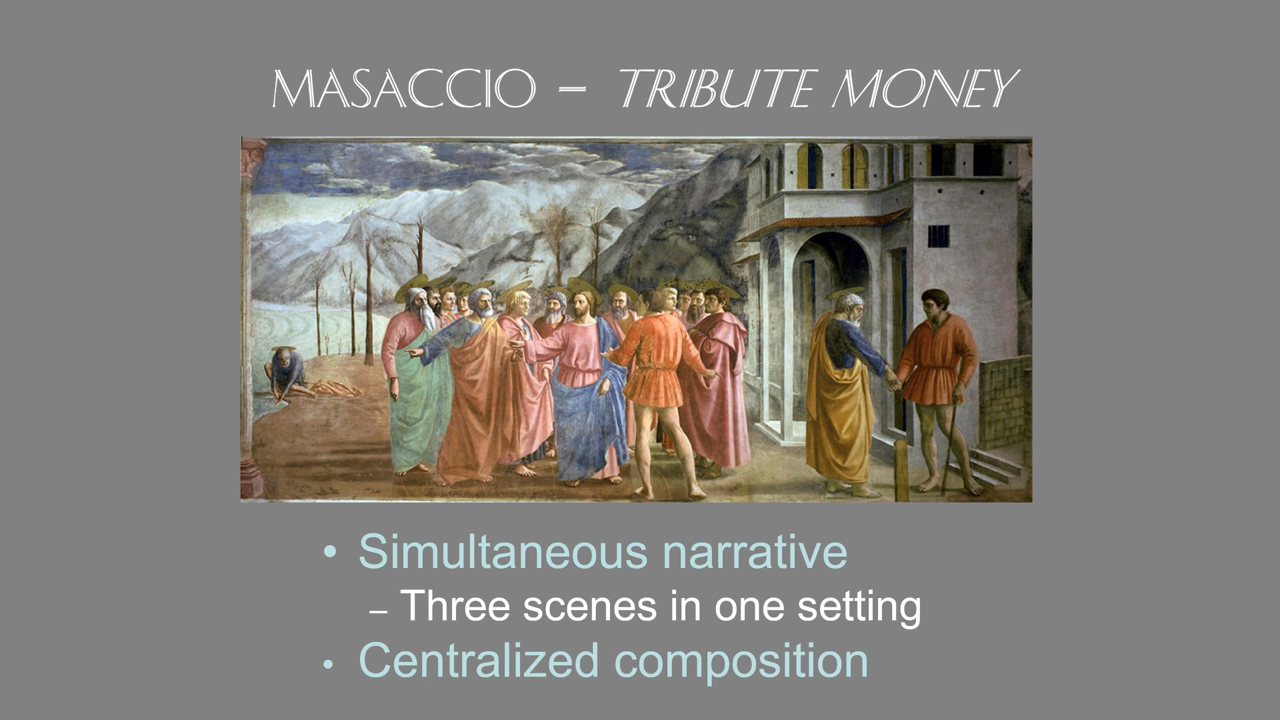 MASACCIO – TRIBUTE MONEY
• Simultaneous narrative
– Three scenes in one setting
• Centralized composition